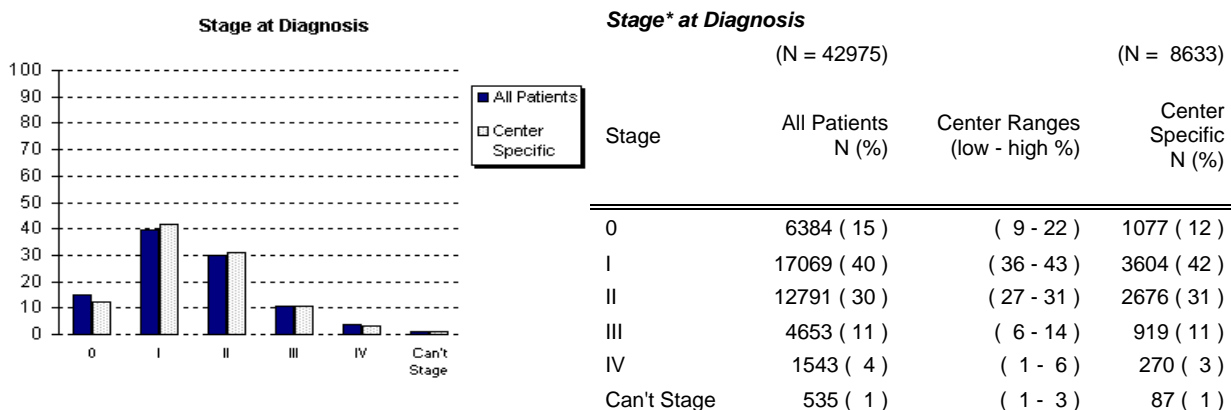 Stage at Diagnosis
100
90
80
70
60
50
40
30
20
10
0
0 I II III IV Can't
Stage
All Patients
Center
Specific
Stage* at Diagnosis
(N = 42975) (N = 8633)
Stage All Patients N (%) Center Ranges (low - high %) Center Specific N (%)
0 6384 ( 15 ) ( 9 - 22 ) 1077 ( 12 )
I 17069 ( 40 ) ( 36 - 43 ) 3604 ( 42 )
II 12791 ( 30 ) ( 27 - 31 ) 2676 ( 31 )
III 4653 ( 11 ) ( 6 - 14 ) 919 ( 11 )
IV 1543 ( 4 ) ( 1 - 6 ) 270 ( 3 )
Can't Stage 535 ( 1 ) ( 1 - 3 ) 87 ( 1 )